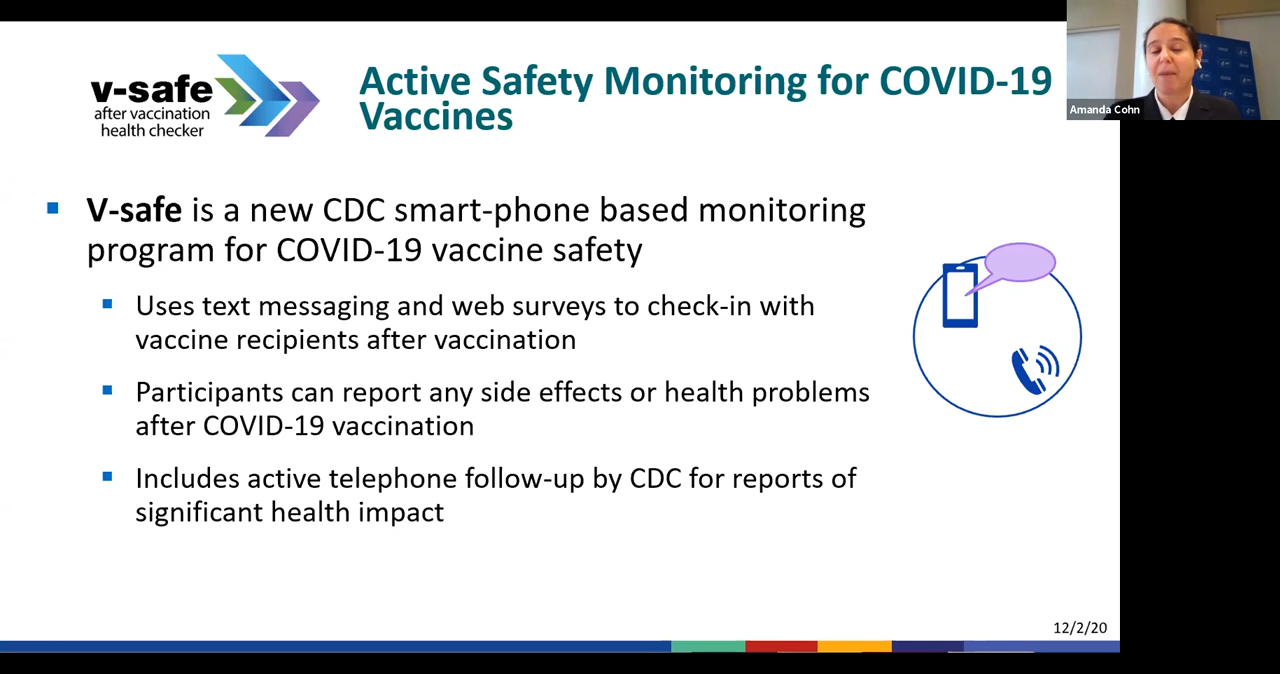 v-safe
after vaccination
health checker
Active Safety Monitoring for COVID-19
Vaccines
Amanda Cohn
▪ V-safe is a new CDC smart-phone based monitoring
program for COVID-19 vaccine safety
▪ Uses text messaging and web surveys to check-in with
vaccine recipients after vaccination
▪ Participants can report any side effects or health problems
after COVID-19 vaccination
▪ Includes active telephone follow-up by CDC for reports of
significant health impact
12/2/20